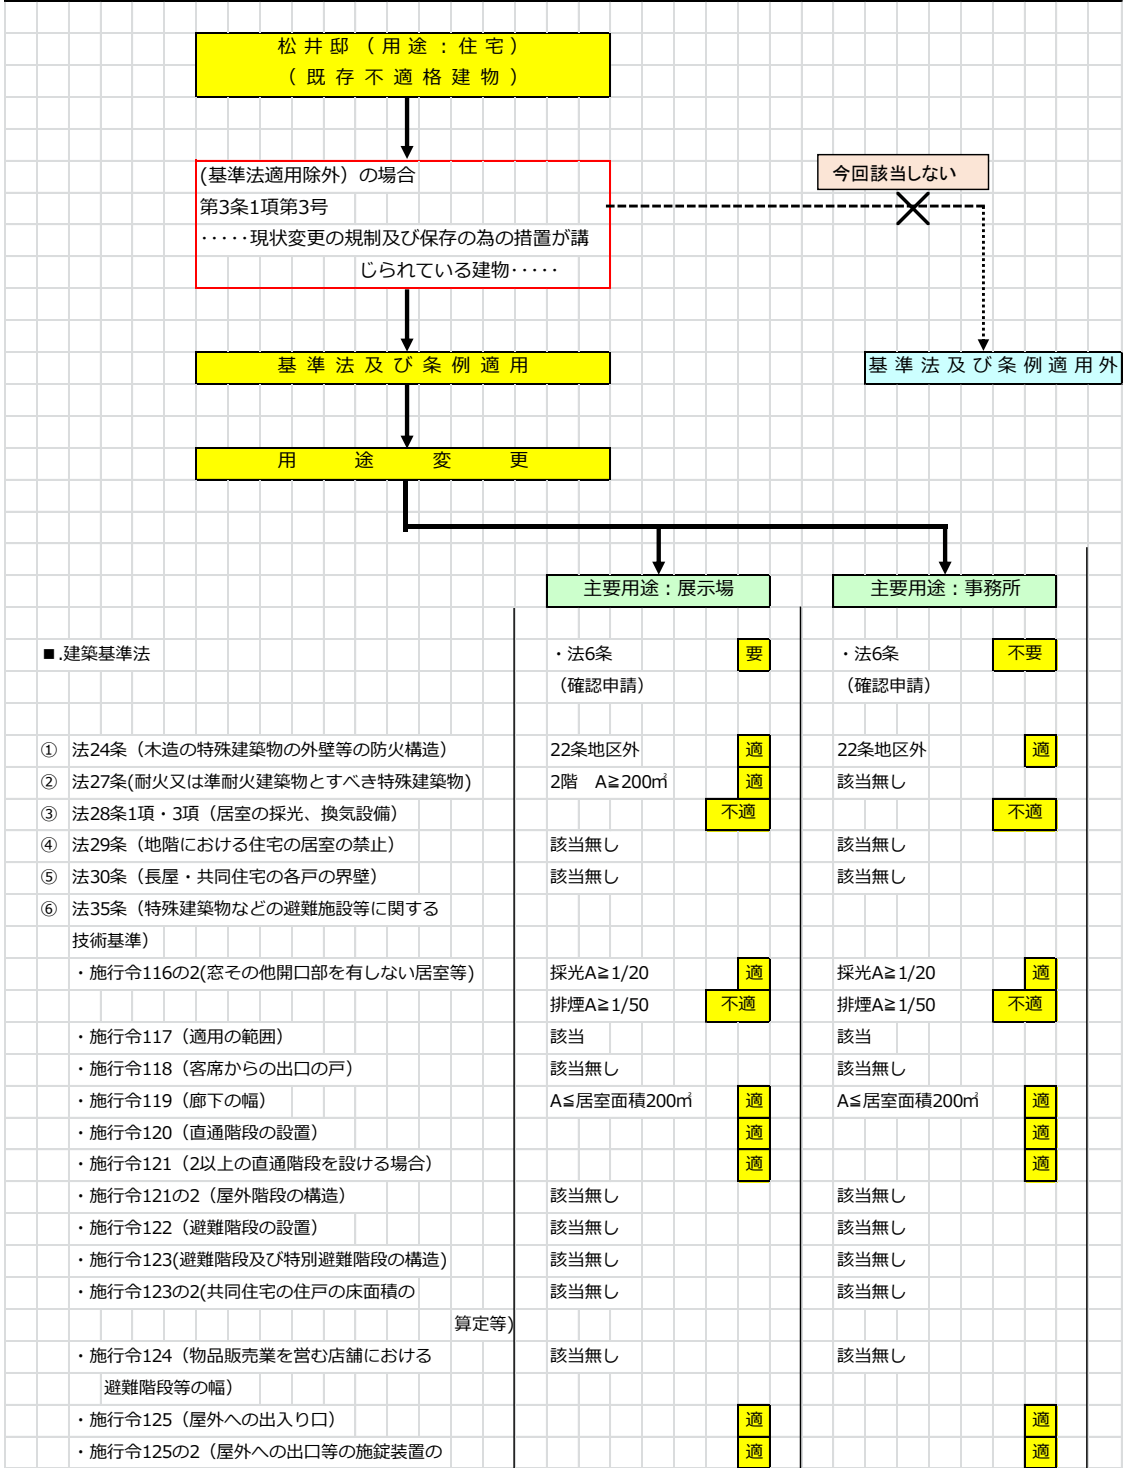 松井邸（用途：住宅）
（既存不適格建物）
(基準法適用除外）の場合
第3条1項第3号
・・・・・現状変更の規制及び保存の為の措置が講
じられている建物・・・・・
今回該当しない
基準法及び条例適用
基準法及び条例適用外
用途変更
主要用途：展示場 主要用途：事務所
■.建築基準法 ・法6条 要 ・法6条 不要
（確認申請） （確認申請）
① 法24条（木造の特殊建築物の外壁等の防火構造） 22条地区外 適 22条地区外 適
② 法27条(耐火又は準耐火建築物とすべき特殊建築物) 2階　A≧200㎡ 適 該当無し
③ 法28条1項・3項（居室の採光、換気設備） 不適 不適
④ 法29条（地階における住宅の居室の禁止） 該当無し 該当無し
⑤ 法30条（長屋・共同住宅の各戸の界壁） 該当無し 該当無し
⑥ 法35条（特殊建築物などの避難施設等に関する
技術基準）
・施行令116の2(窓その他開口部を有しない居室等) 採光A≧1/20 適 採光A≧1/20 適
排煙A≧1/50 不適 排煙A≧1/50 不適
・施行令117（適用の範囲） 該当 該当
・施行令118（客席からの出口の戸） 該当無し 該当無し
・施行令119（廊下の幅） A≦居室面積200㎡ 適 A≦居室面積200㎡ 適
・施行令120（直通階段の設置） 適 適
・施行令121（2以上の直通階段を設ける場合） 適 適
・施行令121の2（屋外階段の構造） 該当無し 該当無し
・施行令122（避難階段の設置） 該当無し 該当無し
・施行令123(避難階段及び特別避難階段の構造) 該当無し 該当無し
・施行令123の2(共同住宅の住戸の床面積の 該当無し 該当無し
算定等)
・施行令124（物品販売業を営む店舗における 該当無し 該当無し
避難階段等の幅）
・施行令125（屋外への出入り口） 適 適
・施行令125の2（屋外への出口等の施錠装置の 適 適